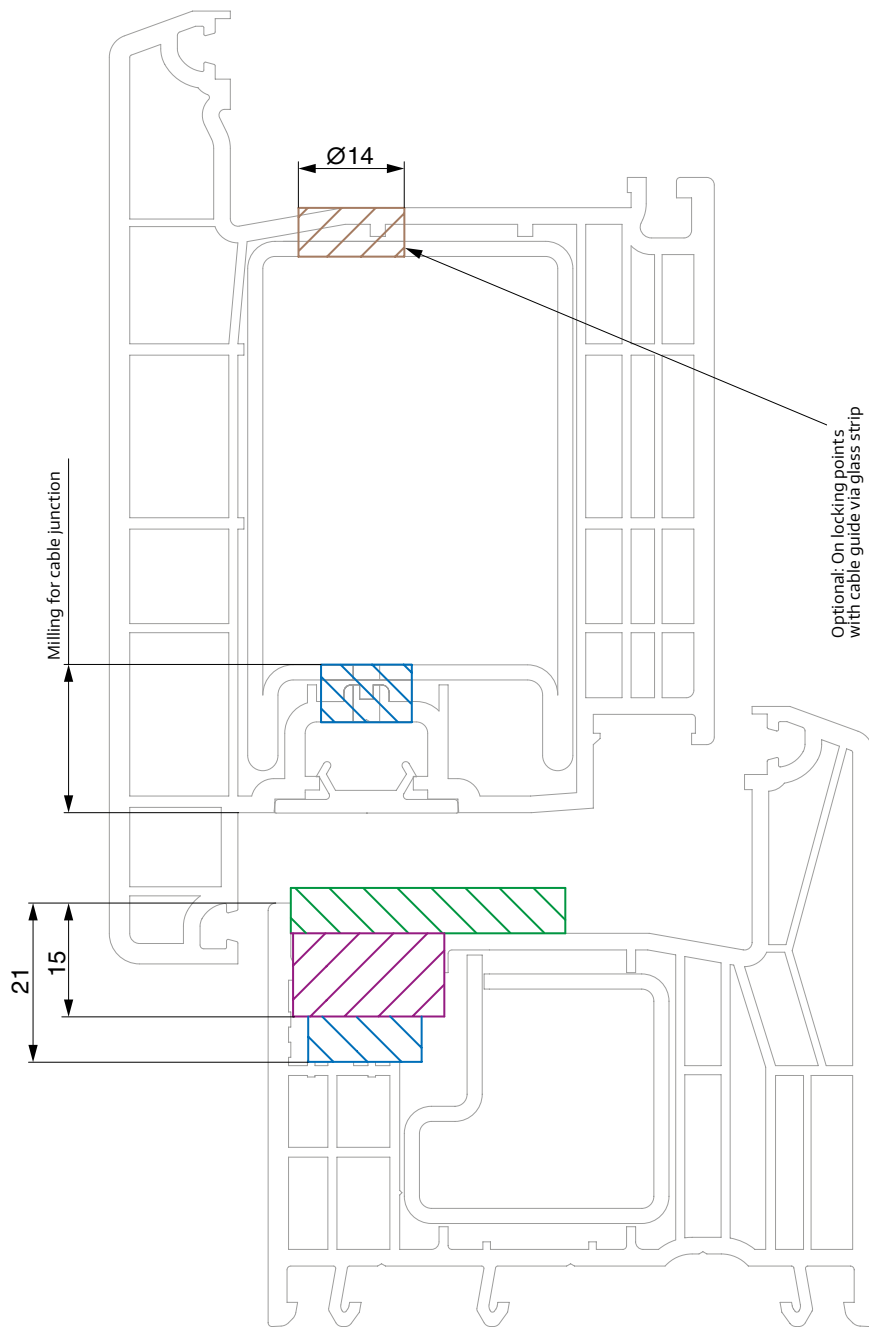 Ø14
Optional: On locking points
with cable guide via glass strip
Milling for cable junction
15
21